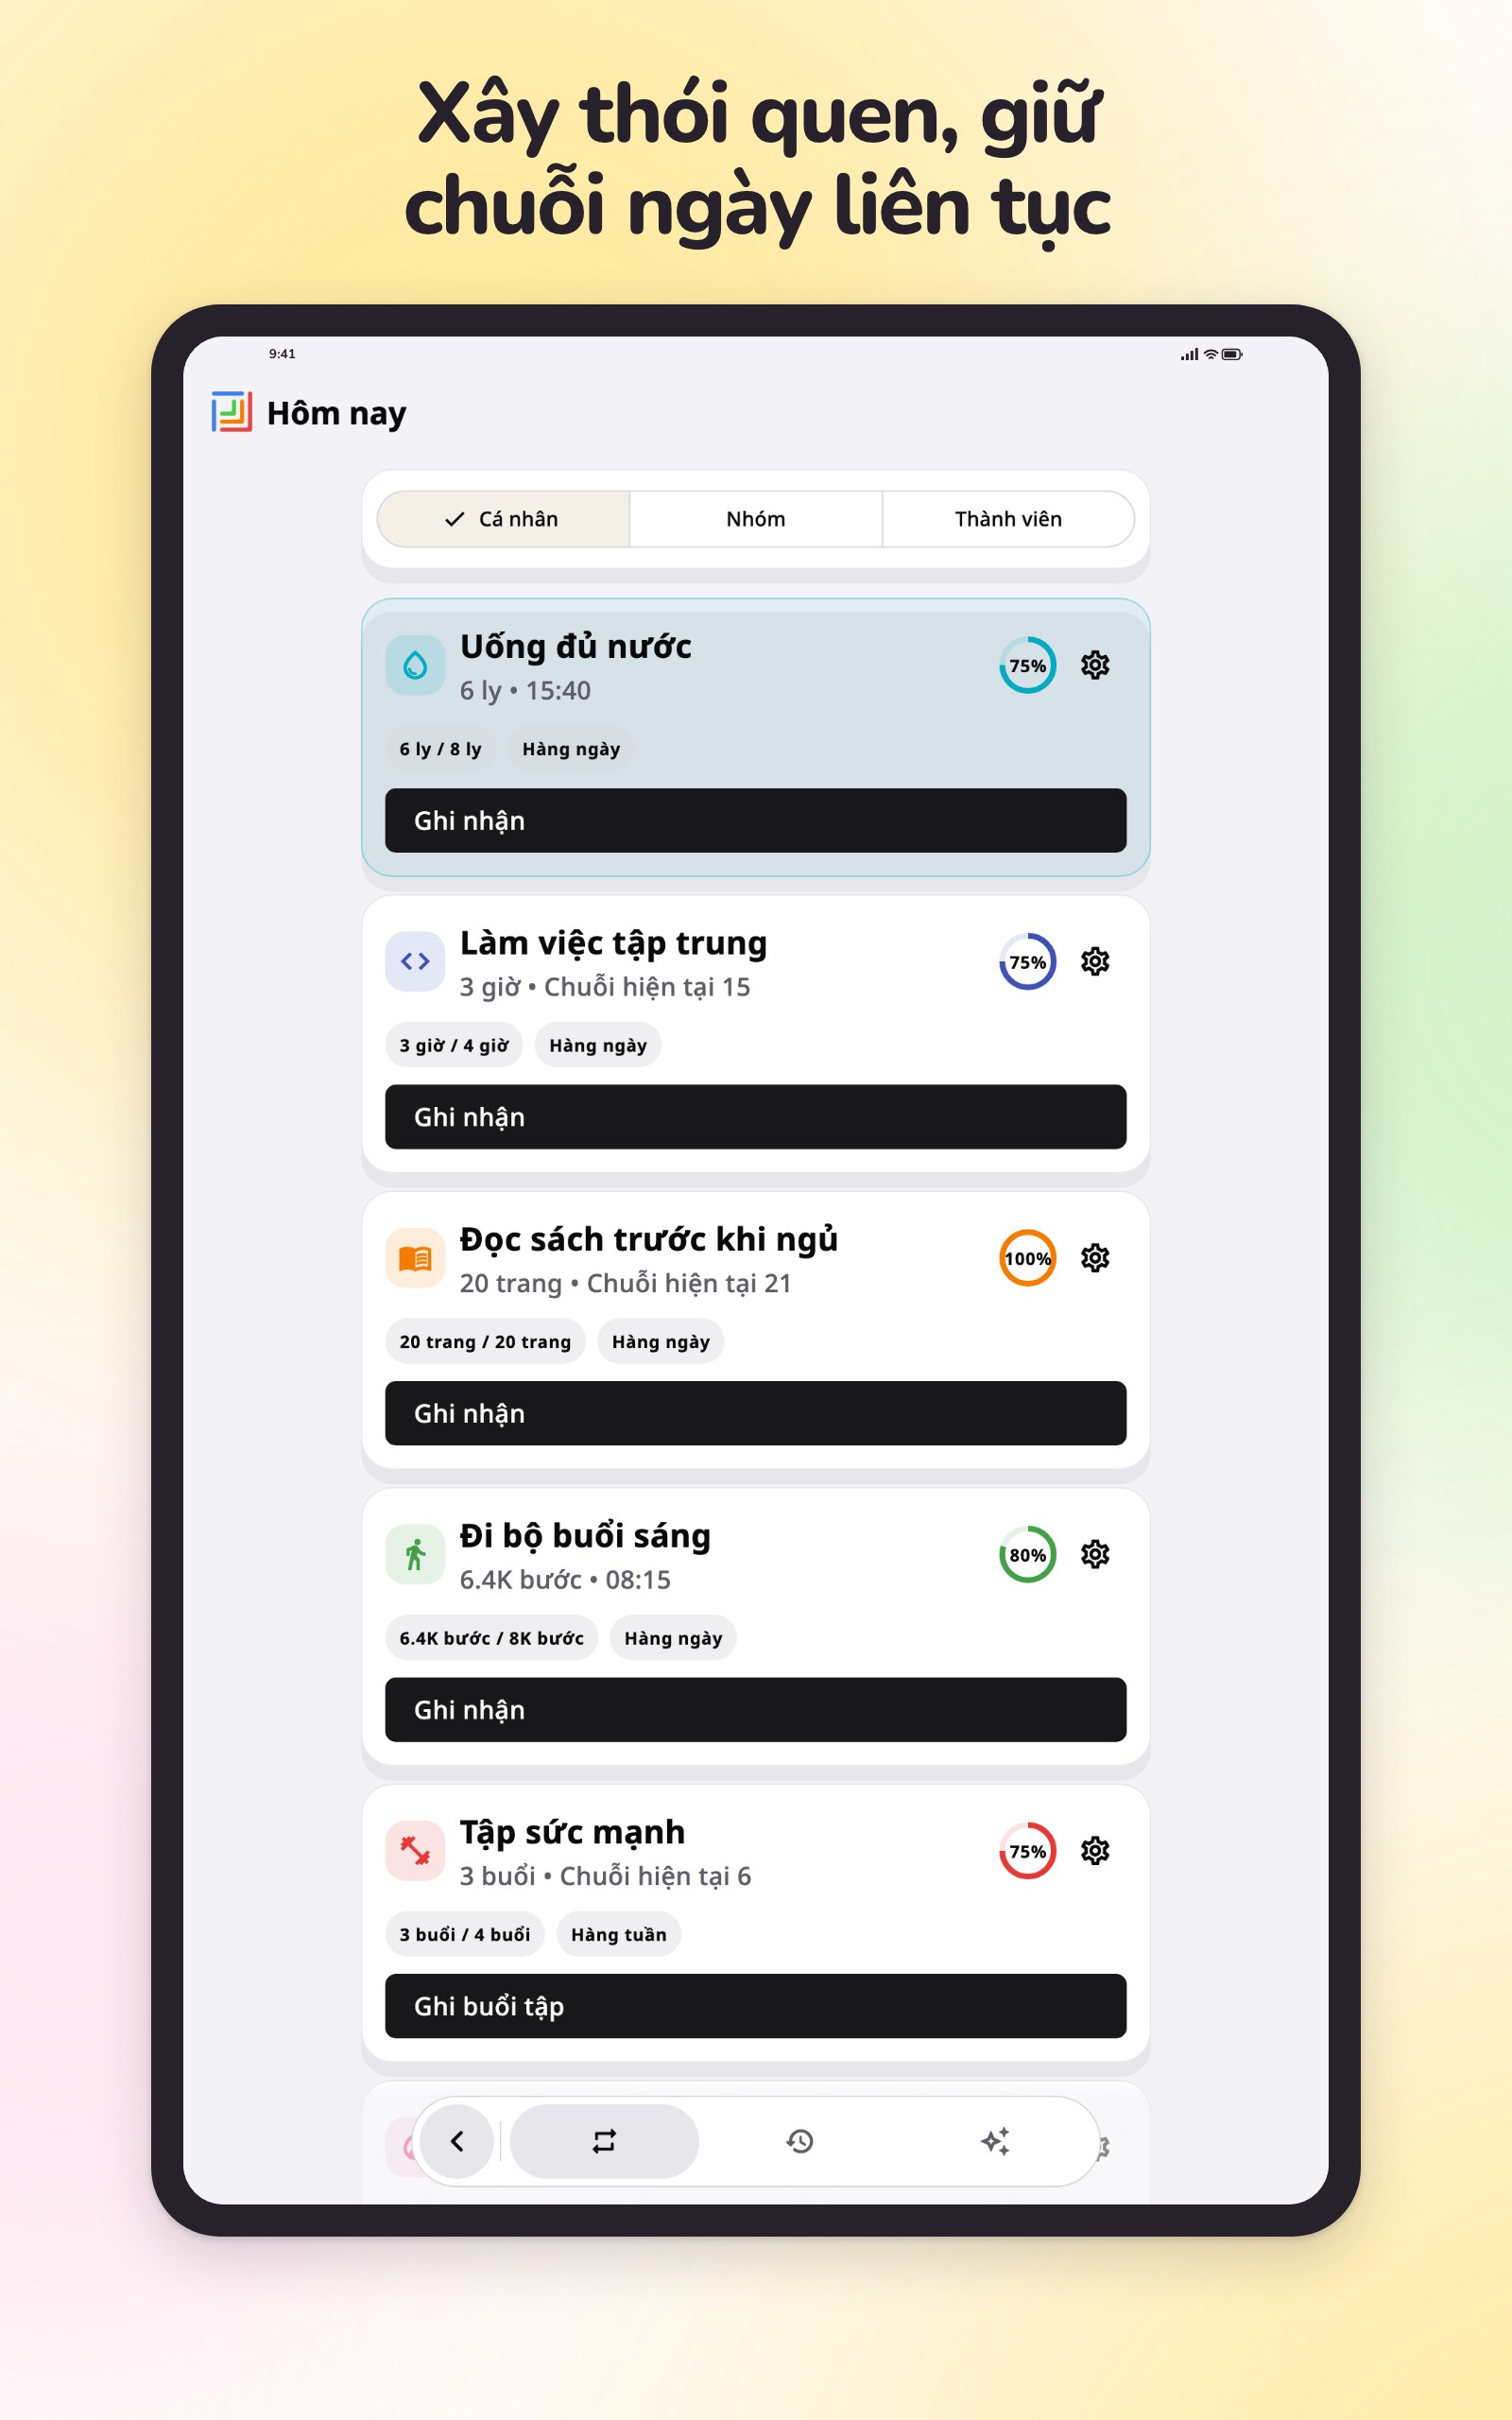 Xây thói quen, giữ
chuỗi ngày liên tục
9:41
Hôm nay
Cá nhân
Nhóm
Thành viên
Uống đủ nước
75%
6 ly • 15:40
6 ly / 8 ly
Hàng ngày
Ghi nhận
Làm việc tập trung
75%
3 giờ • Chuỗi hiện tại 15
3 giờ / 4 giờ
Hàng ngày
Ghi nhận
Đọc sách trước khi ngủ
100%
20 trang • Chuỗi hiện tại 21
20 trang / 20 trang
Hàng ngày
Ghi nhận
Đi bộ buổi sáng
80%
6.4K bước • 08:15
6.4K bước / 8K bước
Hàng ngày
Ghi nhận
Tập sức mạnh
75%
3 buổi • Chuỗi hiện tại 6
3 buổi / 4 buổi
Hàng tuần
Ghi buổi tập